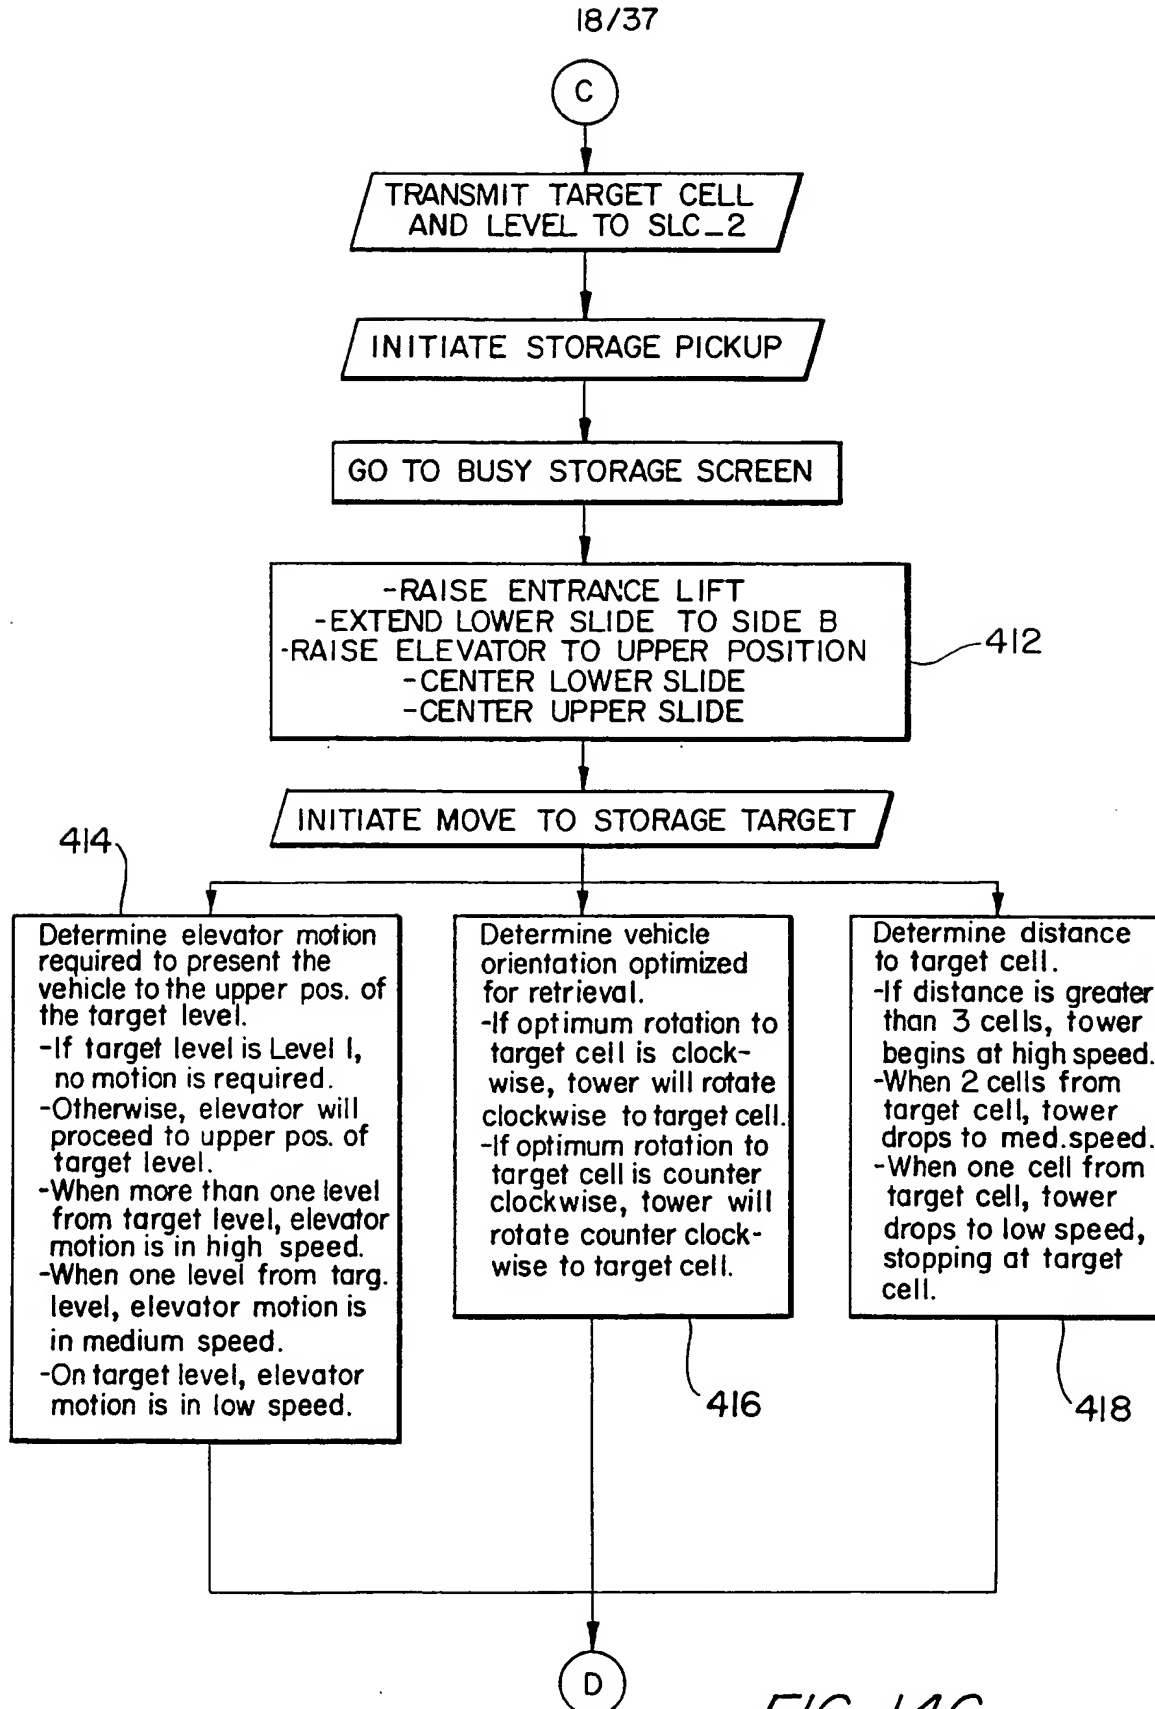 18/37
C
TRANSMIT TARGET CELL
AND LEVEL TO SLC_2
INITIATE STORAGE PICKUP
GO TO BUSY STORAGE SCREEN
-RAISE ENTRANCE LIFT
-EXTEND LOWER SLIDE TO SIDE B
-RAISE ELEVATOR TO UPPER POSITION
-CENTER LOWER SLIDE
-CENTER UPPER SLIDE
412
INITIATE MOVE TO STORAGE TARGET
414
Determine elevator motion
required to present the
vehicle to the upper pos. of
the target level.
-If target level is Level 1,
no motion is required.
-Otherwise, elevator will
proceed to upper pos. of
target level.
-When more than one level
from target level, elevator
motion is in high speed.
-When one level from targ.
level, elevator motion is
in medium speed.
-On target level, elevator
motion is in low speed.
Determine vehicle
orientation optimized
for retrieval.
-If optimum rotation to
target cell is clock-
wise, tower will rotate
clockwise to target cell.
-If optimum rotation to
target cell is counter
clockwise, tower will
rotate counter clock-
wise to target cell.
416
Determine distance
to target cell.
-If distance is greater
than 3 cells, tower
begins at high speed.
-When 2 cells from
target cell, tower
drops to med.speed.
-When one cell from
target cell, tower
drops to low speed,
stopping at target
cell.
418
D
FIG. 14C